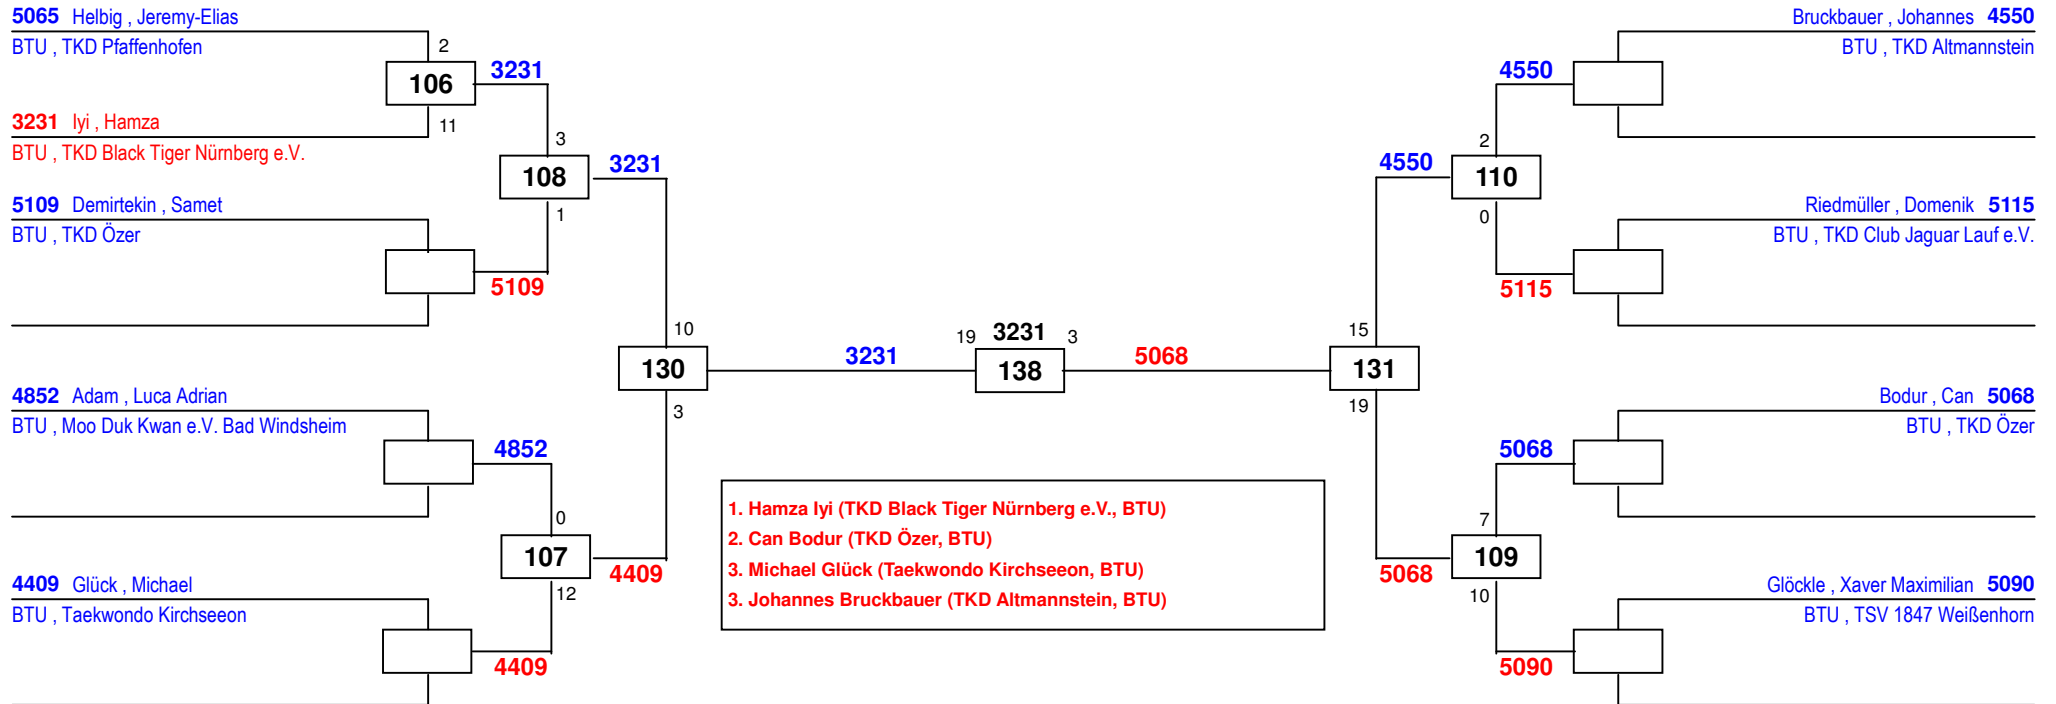 5065 Helbig , Jeremy-Elias
BTU , TKD Pfaffenhofen
2
106
3231
11
3231 Iyi , Hamza
BTU , TKD Black Tiger Nürnberg e.V.
3
108
3231
1
5109 Demirtekin , Samet
BTU , TKD Özer
5109
10
130
3231
3
4852 Adam , Luca Adrian
BTU , Moo Duk Kwan e.V. Bad Windsheim
4852
0
107
4409
12
4409 Glück , Michael
BTU , Taekwondo Kirchseeon
4409
19 3231 3
138
5068
1. Hamza Iyi (TKD Black Tiger Nürnberg e.V., BTU)
2. Can Bodur (TKD Özer, BTU)
3. Michael Glück (Taekwondo Kirchseeon, BTU)
3. Johannes Bruckbauer (TKD Altmannstein, BTU)
Bruckbauer , Johannes 4550
BTU , TKD Altmannstein
4550
2
4550
110
0
Riedmüller , Domenik 5115
BTU , TKD Club Jaguar Lauf e.V.
5115
15
131
19
Bodur , Can 5068
BTU , TKD Özer
5068
7
109
5068
10
Glöckle , Xaver Maximilian 5090
BTU , TSV 1847 Weißenhorn
5090